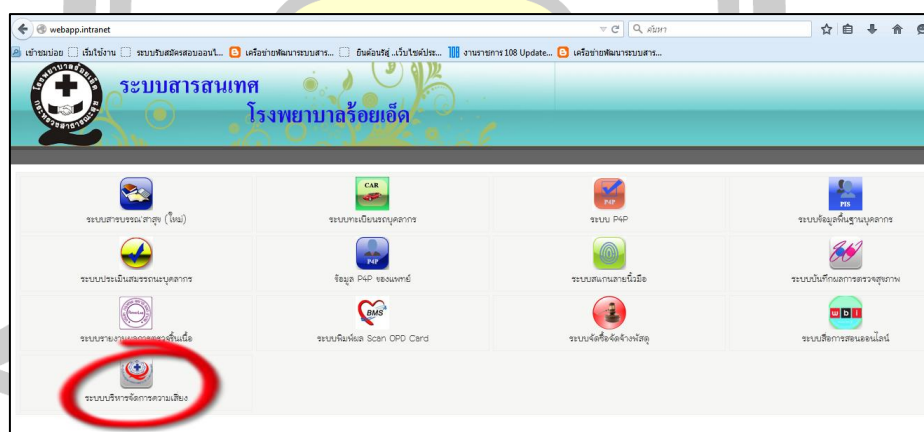 webapp.intranet
ค้นหา
เข้าชมบ่อย เริ่มใช้งาน ระบบรับสมัครสอบออนไ... เครือข่ายพัฒนาระบบสาร... ยินดีต้อนรับสู่ ..เว็บไซต์ประ... งานราชการ 108 Update... เครือข่ายพัฒนาระบบสาร...
ระบบสารสนเทศ
โรงพยาบาลร้อยเอ็ด
CAR P4P PIS
ระบบสารบรรณ'สาสุข (ใหม่) ระบบทะเบียนรถบุคลากร ระบบ P4P ระบบข้อมูลพื้นฐานบุคลากร
P4P
ระบบประเมินสมรรถนะบุคลากร ข้อมูล P4P ของแพทย์ ระบบสแกนลายนิ้วมือ ระบบบันทึกผลการตรวจสุขภาพ
BMS wbi
ระบบรายงานผลการตรวจชิ้นเนื้อ ระบบพิมพ์ผล Scan OPD Card ระบบจัดซื้อจัดจ้างพัสดุ ระบบสื่อการสอนออนไลน์
ระบบบริหารจัดการความเสี่ยง